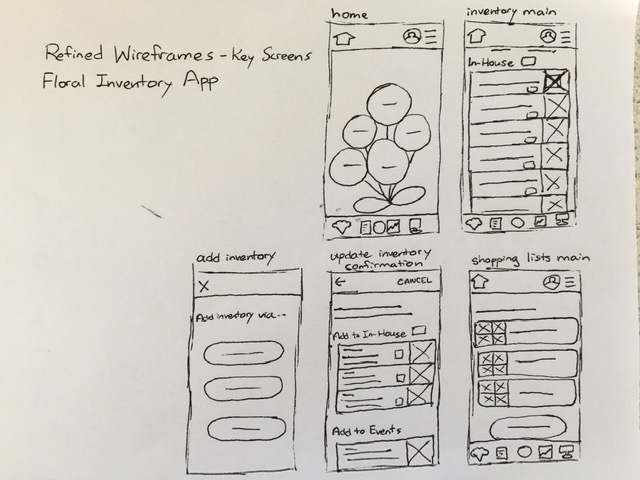 Refined Wireframes - Key Screens
Floral Inventory App
home
inventory main
In-House
add inventory
X
Add inventory via...
update inventory
confirmation
CANCEL
Add to In-House
Add to Events
shopping lists main